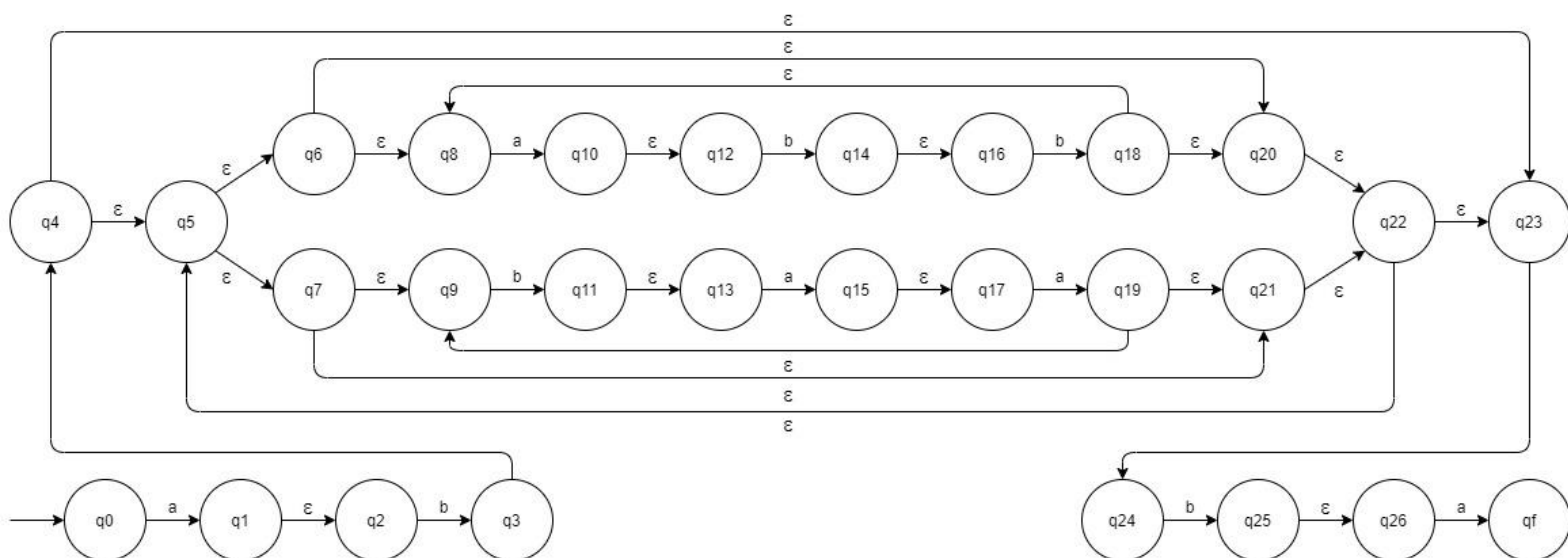 ε
ε
ε
q6 ε q8 a q10 ε q12 b q14 ε q16 b q18 ε q20
ε ε
q4 ε q5 q22 ε q23
ε ε
q7 ε q9 b q11 ε q13 a q15 ε q17 a q19 ε q21
ε
ε
ε
q0 a q1 ε q2 b q3 q24 b q25 ε q26 a qf